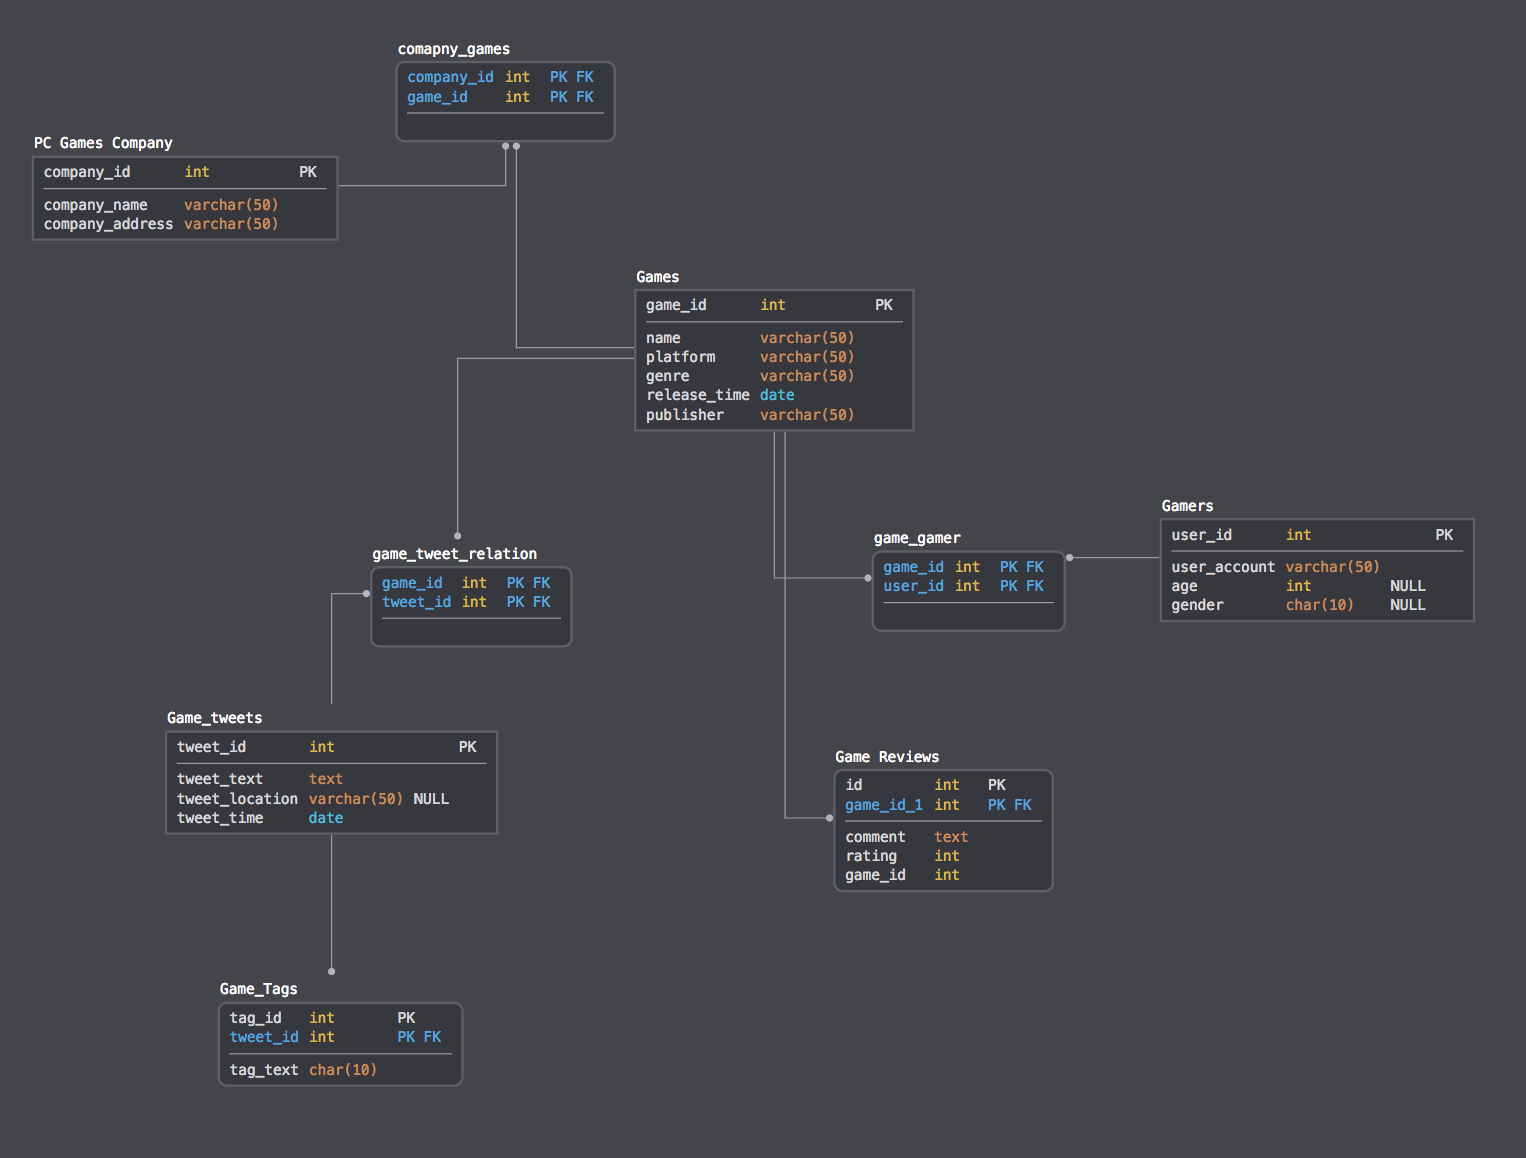 comapny_games
company_id int PK FK
game_id int PK FK
PC Games Company
company_id int PK
company_name varchar(50)
company_address varchar(50)
Games
game_id int PK
name varchar(50)
platform varchar(50)
genre varchar(50)
release_time date
publisher varchar(50)
Gamers
user_id int PK
user_account varchar(50)
age int NULL
gender char(10) NULL
game_gamer
game_id int PK FK
user_id int PK FK
game_tweet_relation
game_id int PK FK
tweet_id int PK FK
Game_tweets
tweet_id int PK
tweet_text text
tweet_location varchar(50) NULL
tweet_time date
Game Reviews
id int PK
game_id_1 int PK FK
comment text
rating int
game_id int
Game_Tags
tag_id int PK
tweet_id int PK FK
tag_text char(10)